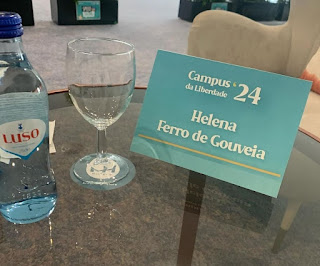 LUSO
Campus & '24
da Liberdade
Helena
Ferro de Gouveia